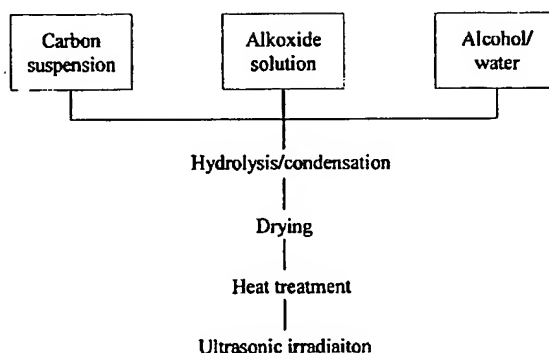 Carbon
suspension
Alkoxide
solution
Alcohol/
water
Hydrolysis/condensation
Drying
Heat treatment
Ultrasonic irradiaiton